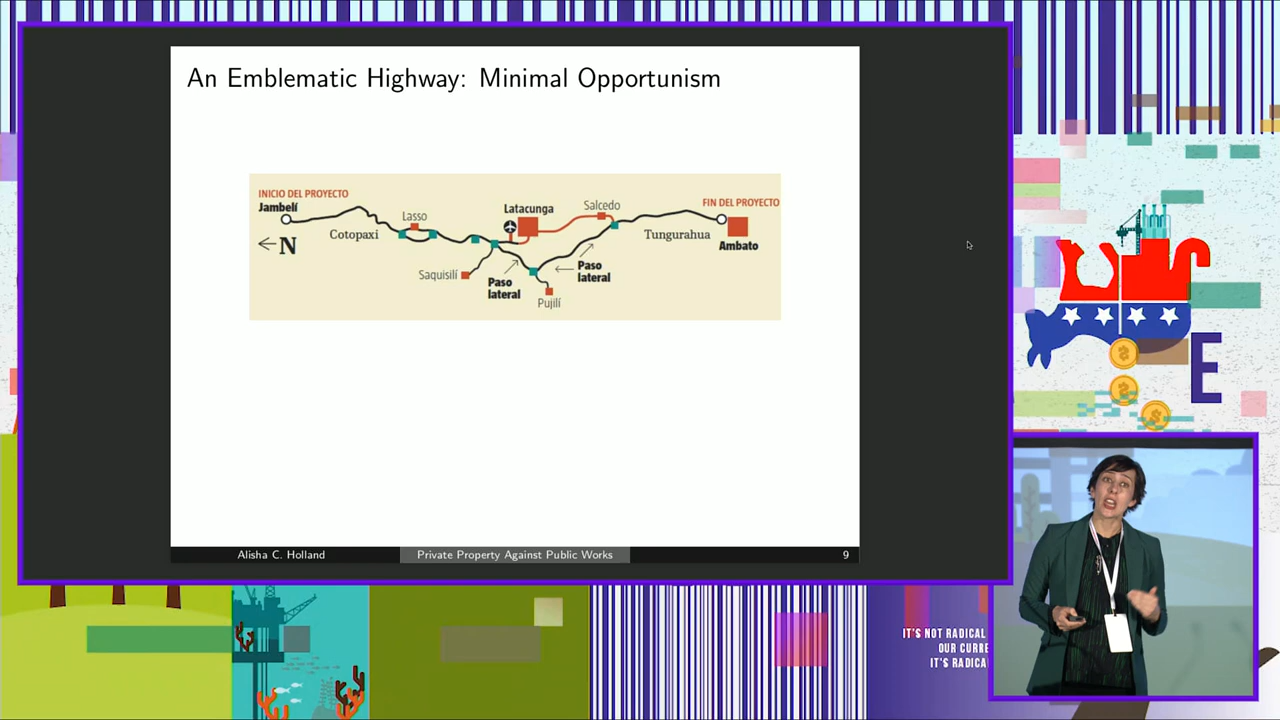 An Emblematic Highway: Minimal Opportunism
INICIO DEL PROYECTO
Jambelí
Lasso
Cotopaxi
N
Saquisilí
Latacunga
Salcedo
Paso
lateral
Paso
lateral
Pujilí
Tungurahua
FIN DEL PROYECTO
Ambato
Alisha C. Holland
Private Property Against Public Works
9
E
IT'S NOT RADICAL
OUR CURRE
IT'S RADICA